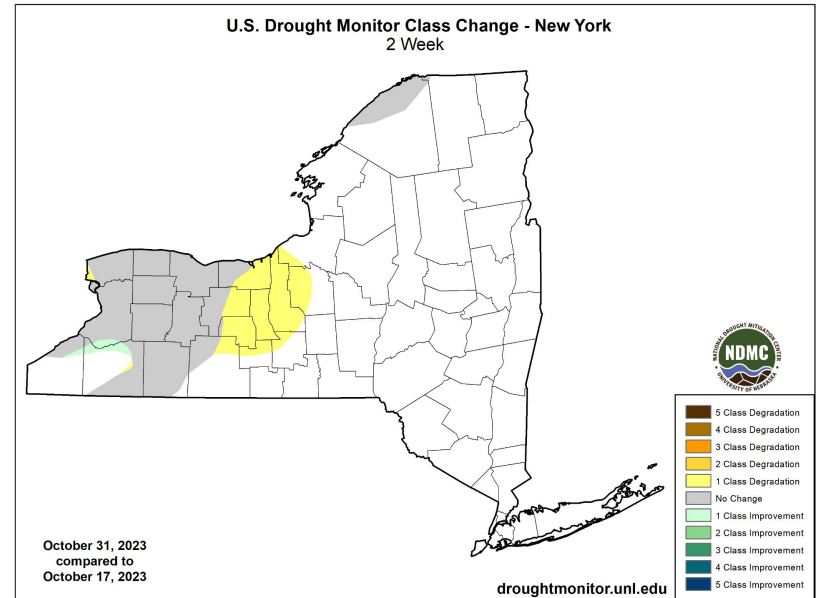 U.S. Drought Monitor Class Change - New York
2 Week
NATIONAL DROUGHT MITIGATION CENTER
NDMC
UNIVERSITY OF NEBRASKA
5 Class Degradation
4 Class Degradation
3 Class Degradation
2 Class Degradation
1 Class Degradation
No Change
1 Class Improvement
2 Class Improvement
3 Class Improvement
4 Class Improvement
5 Class Improvement
October 31, 2023
compared to
October 17, 2023
droughtmonitor.unl.edu